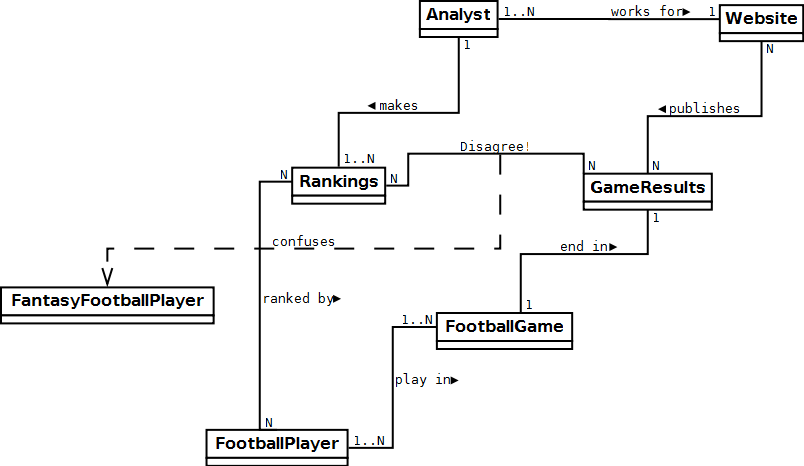 Analyst
1..N
works for►
1
Website
1
N
◄makes
◄publishes
1..N
Disagree!
N
Rankings
N
N
N
GameResults
1
confuses
end in►
FantasyFootballPlayer
ranked by►
1
1..N
FootballGame
play in►
N
FootballPlayer
1..N